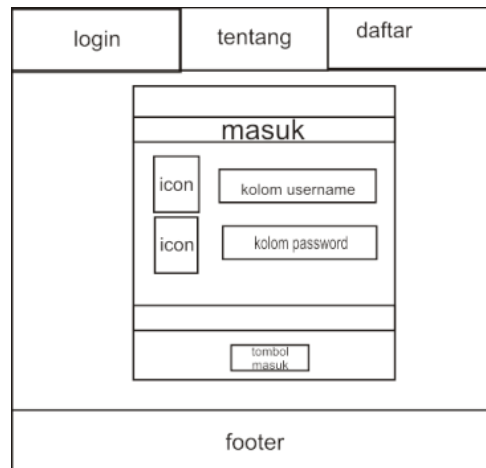 login
tentang
daftar
masuk
icon
kolom username
icon
kolom password
tombol
masuk
footer